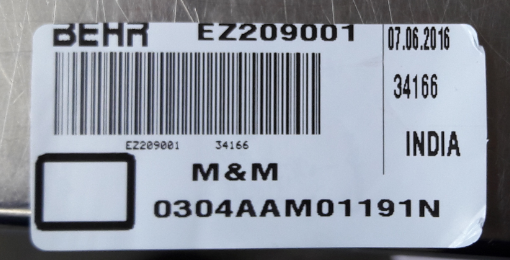 BEHR EZ209001 07.06.2016
34166
EZ209001 34166
INDIA
M&M
0304AAM01191N